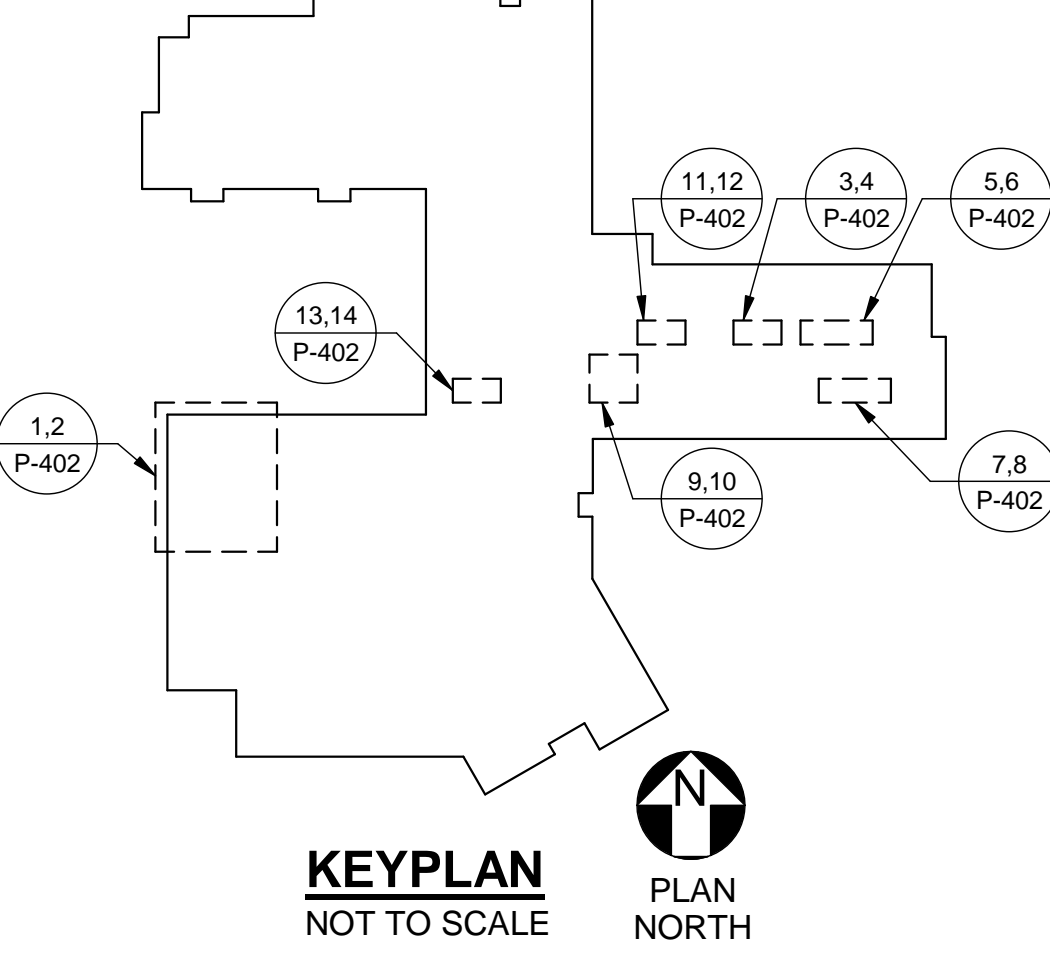 11,12
P-402
3,4
P-402
5,6
P-402
13,14
P-402
1,2
P-402
9,10
P-402
7,8
P-402
N
KEYPLAN
NOT TO SCALE
PLAN
NORTH